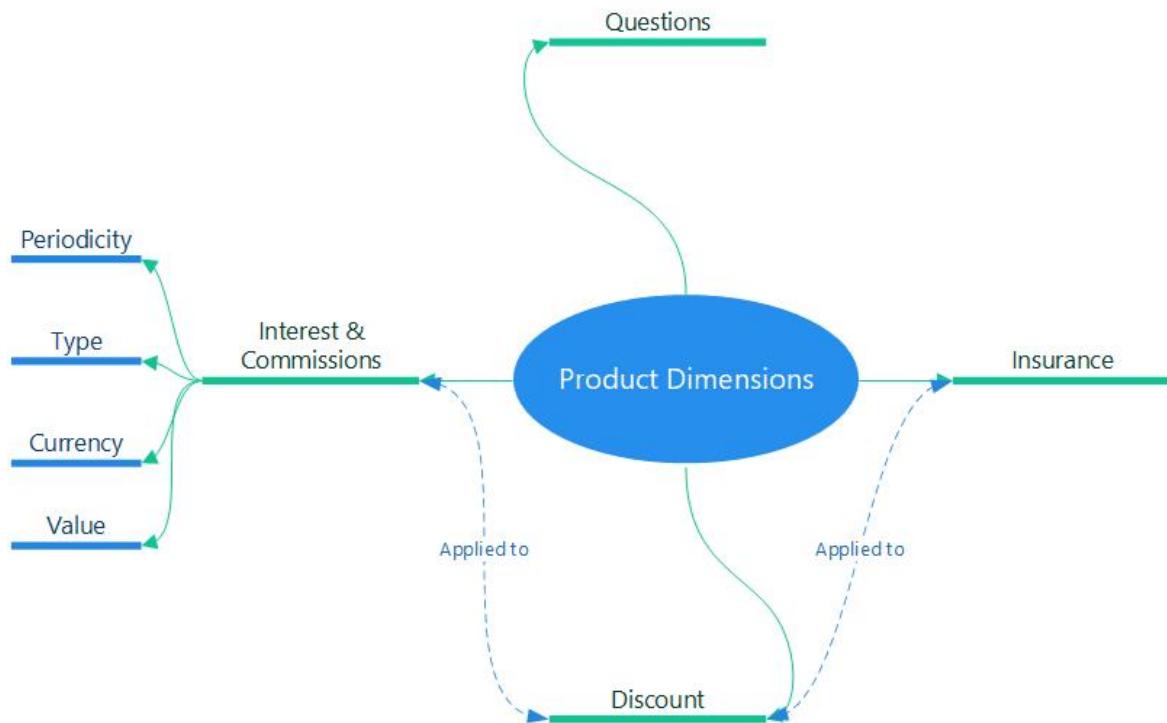 Questions
Periodicity
Type
Interest &
Commissions
Product Dimensions
Insurance
Currency
Value
Applied to
Applied to
Discount